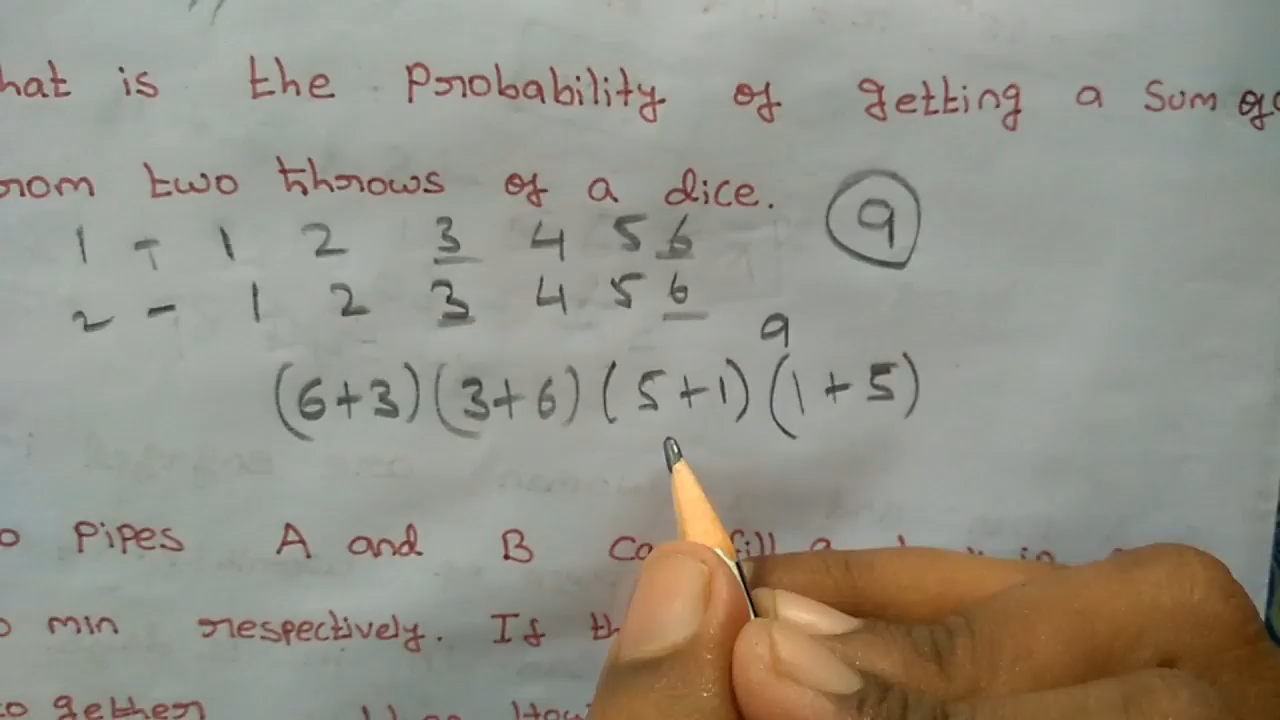 hat is the Probability of getting a Sum of
rom two throws of a dice. 9
1 - 1 2 3 4 5 6
2 - 1 2 3 4 5 6
9
(6+3) (3+6) (5+1) (1+5)
o Pipes A and B
o min respectively. If
to gether